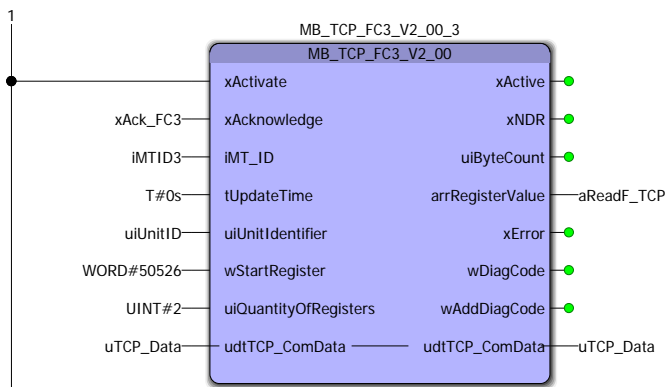 1
MB_TCP_FC3_V2_00_3
MB_TCP_FC3_V2_00
xActivate xActive
xAck_FC3 xAcknowledge xNDR
iMTID3 iMT_ID uiByteCount
T#0s tUpdateTime arrRegisterValue aReadF_TCP
uiUnitID uiUnitIdentifier xError
WORD#50526 wStartRegister wDiagCode
UINT#2 uiQuantityOfRegisters wAddDiagCode
uTCP_Data udtTCP_ComData udtTCP_ComData uTCP_Data